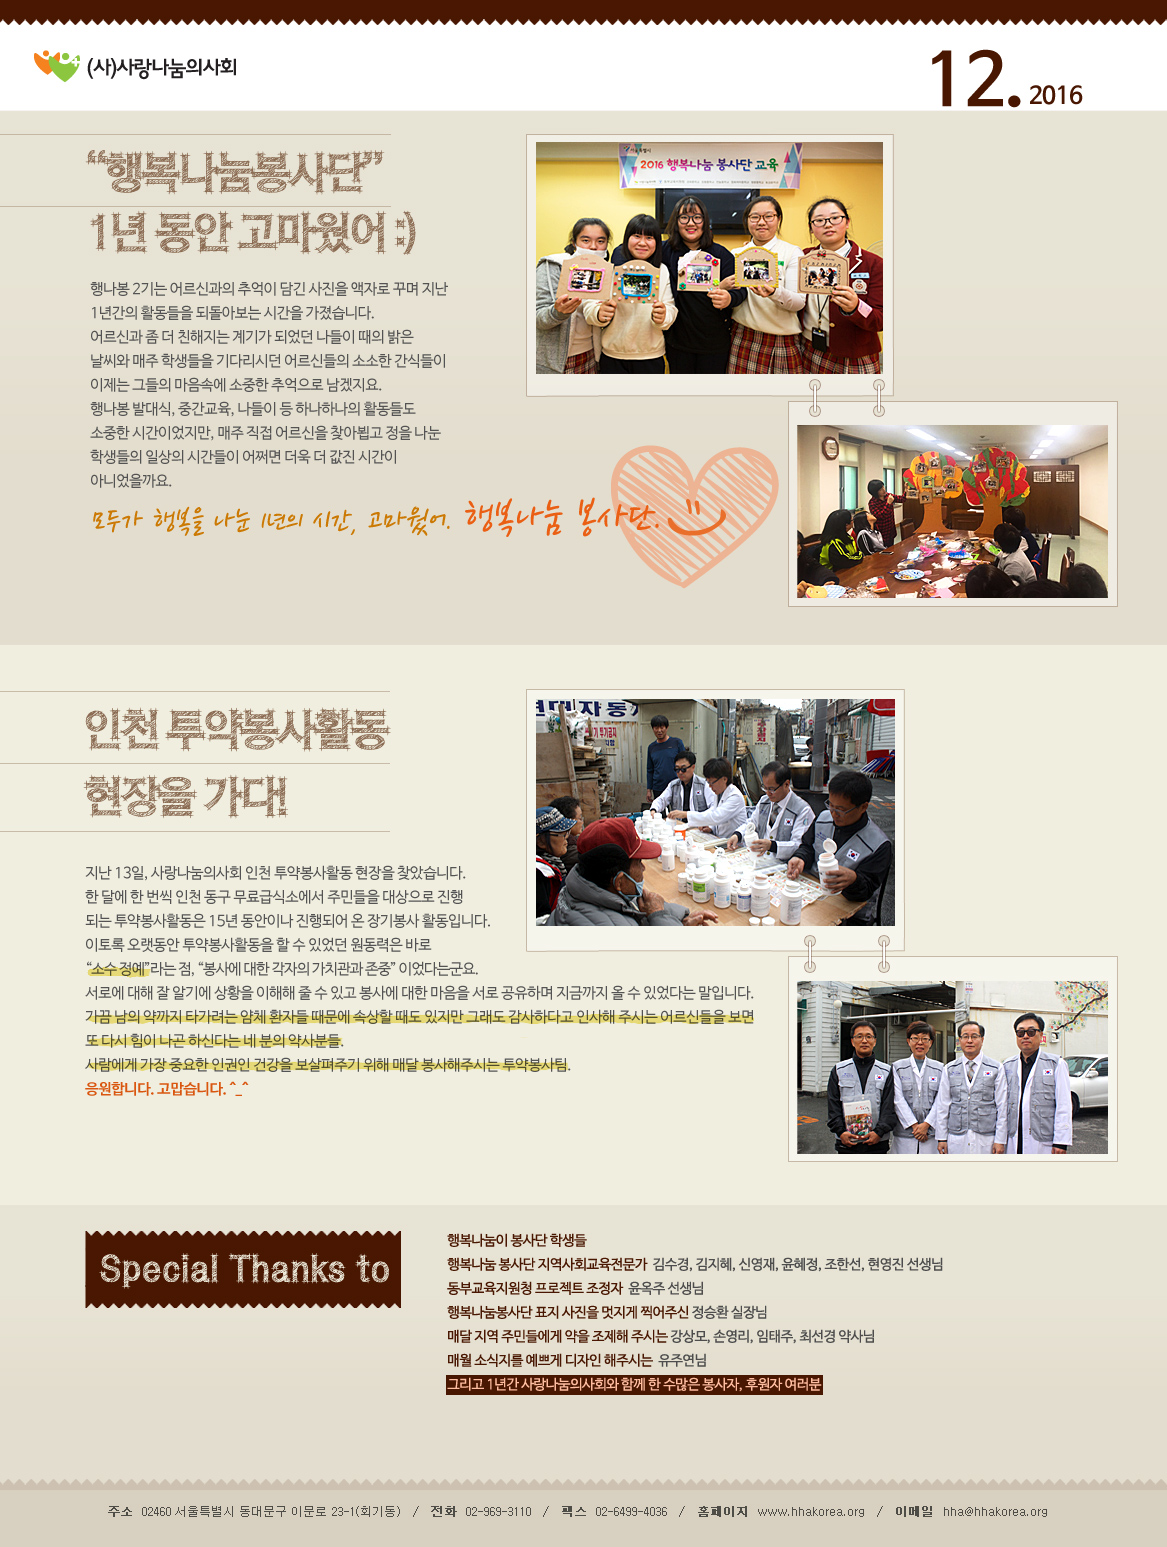 (사)사랑나눔의사회
12. 2016
“행복나눔봉사단”
1년 동안 고마웠어 :)
서울특별시
2016 행복나눔 봉사단 교육
행나봉 2기는 어르신과의 추억이 담긴 사진을 액자로 꾸며 지난
1년간의 활동들을 되돌아보는 시간을 가졌습니다.
어르신과 좀 더 친해지는 계기가 되었던 나들이 때의 밝은
날씨와 매주 학생들을 기다리시던 어르신들의 소소한 간식들이
이제는 그들의 마음속에 소중한 추억으로 남겠지요.
행나봉 발대식, 중간교육, 나들이 등 하나하나의 활동들도
소중한 시간이었지만, 매주 직접 어르신을 찾아뵙고 정을 나눈
학생들의 일상의 시간들이 어쩌면 더욱 더 값진 시간이
아니었을까요.
모두가 행복을 나눈 1년의 시간, 고마웠어. 행복나눔 봉사단.
인천 투약봉사활동
현장을 가다!
지난 13일, 사랑나눔의사회 인천 투약봉사활동 현장을 찾았습니다.
한 달에 한 번씩 인천 동구 무료급식소에서 주민들을 대상으로 진행
되는 투약봉사활동은 15년 동안이나 진행되어 온 장기봉사 활동입니다.
이토록 오랫동안 투약봉사활동을 할 수 있었던 원동력은 바로
“소수 정예”라는 점, “봉사에 대한 각자의 가치관과 존중” 이었다는군요.
서로에 대해 잘 알기에 상황을 이해해 줄 수 있고 봉사에 대한 마음을 서로 공유하며 지금까지 올 수 있었다는 말입니다.
가끔 남의 약까지 타가려는 얌체 환자들 때문에 속상할 때도 있지만 그래도 감사하다고 인사해 주시는 어르신들을 보면
또 다시 힘이 나곤 하신다는 네 분의 약사분들.
사람에게 가장 중요한 인권인 건강을 보살펴주기 위해 매달 봉사해주시는 투약봉사팀.
응원합니다. 고맙습니다. ^_^
Special Thanks to
행복나눔이 봉사단 학생들
행복나눔 봉사단 지역사회교육전문가 김수경, 김지혜, 신영재, 윤혜정, 조한선, 현영진 선생님
동부교육지원청 프로젝트 조정자 윤옥주 선생님
행복나눔봉사단 표지 사진을 멋지게 찍어주신 정승환 실장님
매달 지역 주민들에게 약을 조제해 주시는 강상모, 손영리, 임태주, 최선경 약사님
매월 소식지를 예쁘게 디자인 해주시는 유주연님
그리고 1년간 사랑나눔의사회와 함께 한 수많은 봉사자, 후원자 여러분
주소 02460 서울특별시 동대문구 이문로 23-1(회기동) / 전화 02-969-3110 / 팩스 02-6499-4036 / 홈페이지 www.hhakorea.org / 이메일 hha@hhakorea.org